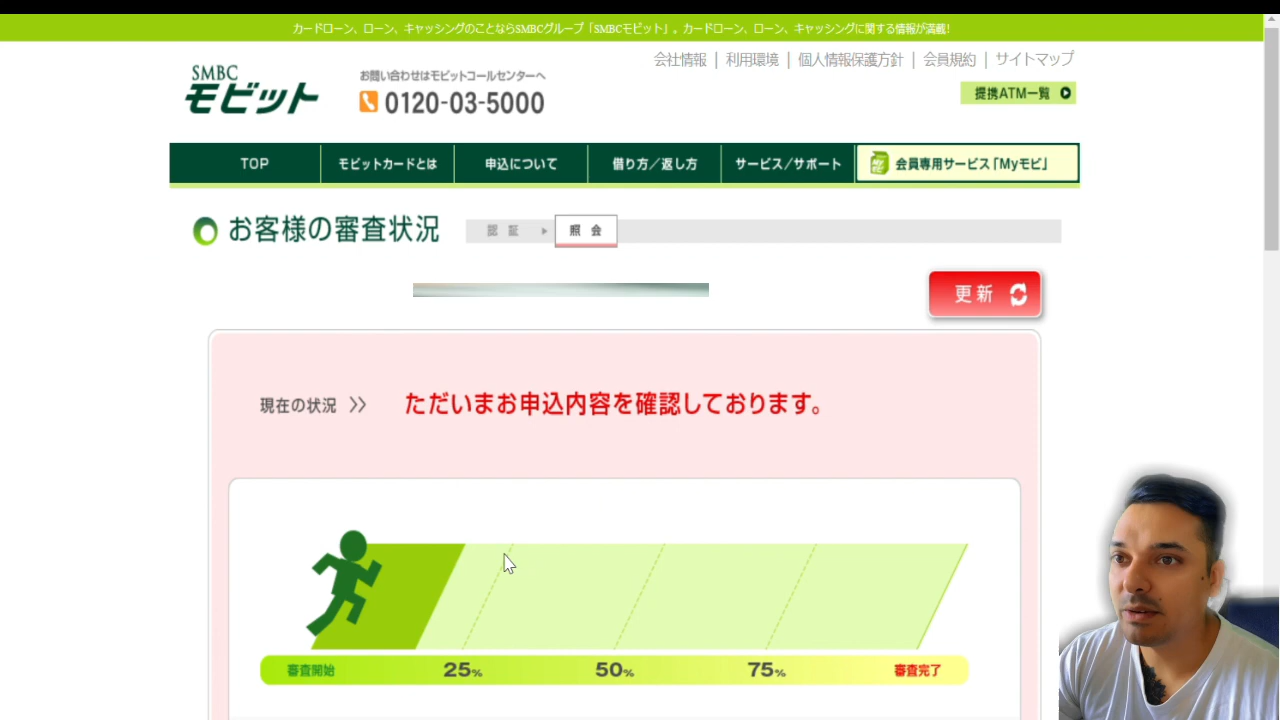 カードローン、ローン、キャッシングのことならSMBCグループ「SMBCモビット」。カードローン、ローン、キャッシングに関する情報が満載!
会社情報 | 利用環境 | 個人情報保護方針 | 会員規約 | サイトマップ
SMBC
モビット
お問い合わせはモビットコールセンターへ
0120-03-5000
提携ATM一覧
TOP
モビットカードとは
申込について
借り方/返し方
サービス/サポート
会員専用サービス「Myモビ」
お客様の審査状況
認証
照会
更新
現在の状況 >>
ただいまお申込内容を確認しております。
審査開始
25%
50%
75%
審査完了